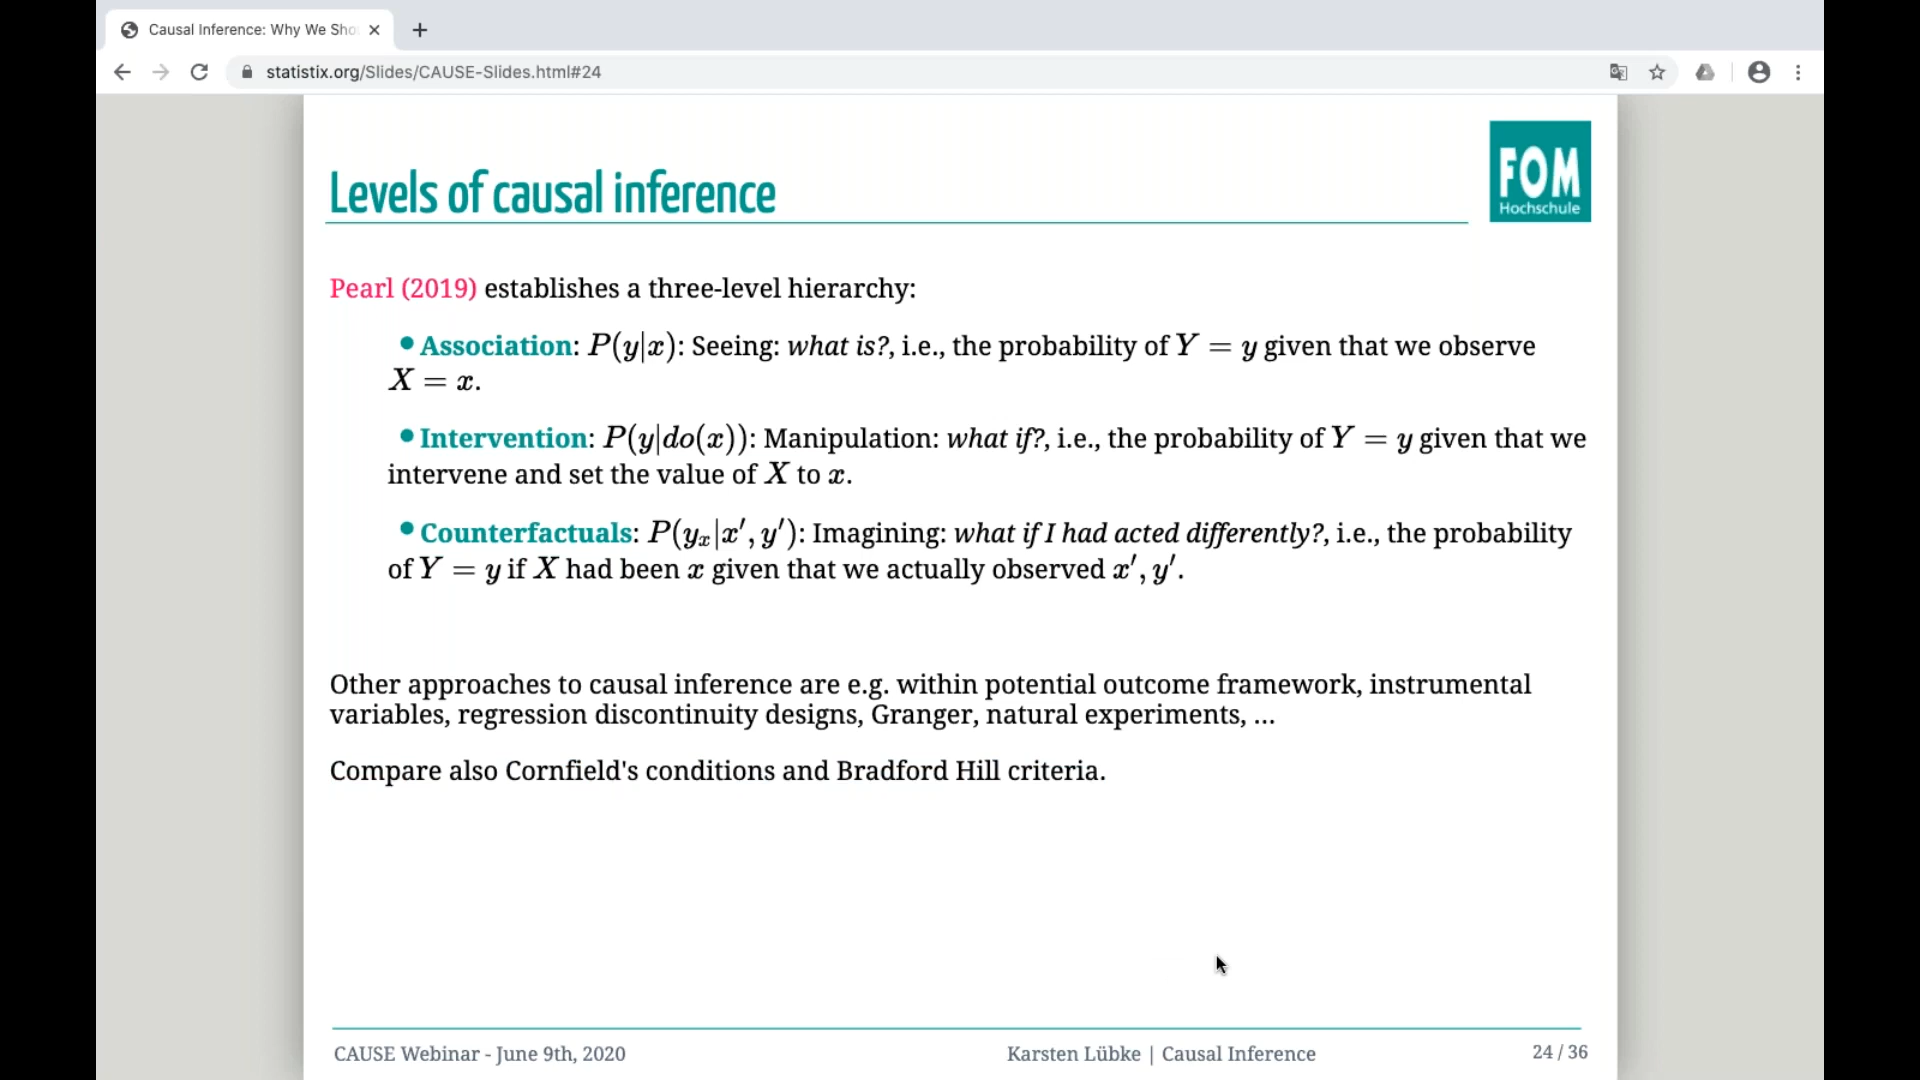 Causal Inference: Why We Sho
statistix.org/Slides/CAUSE-Slides.html#24
FOM
Hochschule
Levels of causal inference
Pearl (2019) establishes a three-level hierarchy:
• Association: P(y|x): Seeing: what is?, i.e., the probability of Y = y given that we observe
X = x.
• Intervention: P(y|do(x)): Manipulation: what if?, i.e., the probability of Y = y given that we
intervene and set the value of X to x.
• Counterfactuals: P(yₓ|x′, y′): Imagining: what if I had acted differently?, i.e., the probability
of Y = y if X had been x given that we actually observed x′, y′.
Other approaches to causal inference are e.g. within potential outcome framework, instrumental
variables, regression discontinuity designs, Granger, natural experiments, ...
Compare also Cornfield's conditions and Bradford Hill criteria.
CAUSE Webinar - June 9th, 2020
Karsten Lübke | Causal Inference
24 / 36